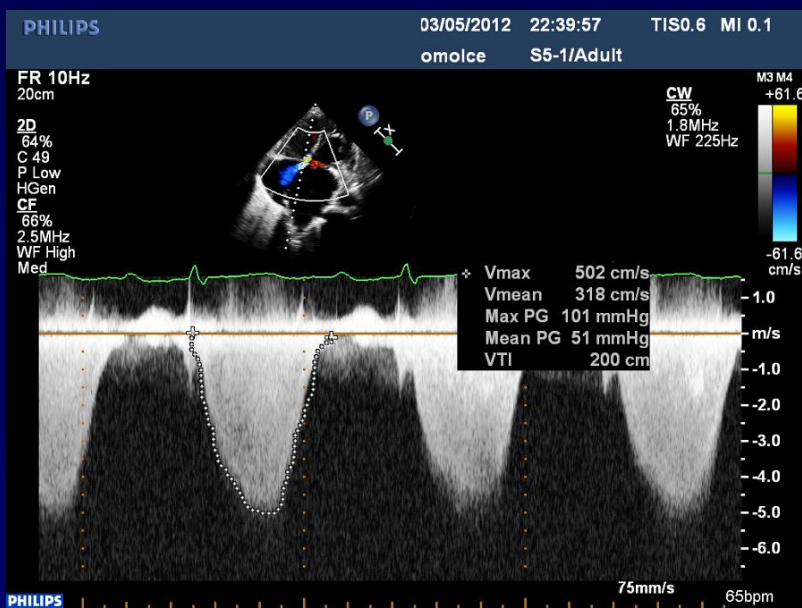 PHILIPS
03/05/2012 22:39:57 TIS0.6 MI 0.1
omoIce S5-1/Adult
FR 10Hz
20cm
2D
64%
C 49
P Low
HGen
CF
66%
2.5MHz
WF High
Med
P
X
CW
65%
1.8MHz
WF 225Hz
M3 M4
+61.6
-61.6
cm/s
Vmax 502 cm/s
Vmean 318 cm/s
Max PG 101 mmHg
Mean PG 51 mmHg
VTI 200 cm
1.0
m/s
-1.0
-2.0
-3.0
-4.0
-5.0
-6.0
75mm/s
PHILIPS
65bpm